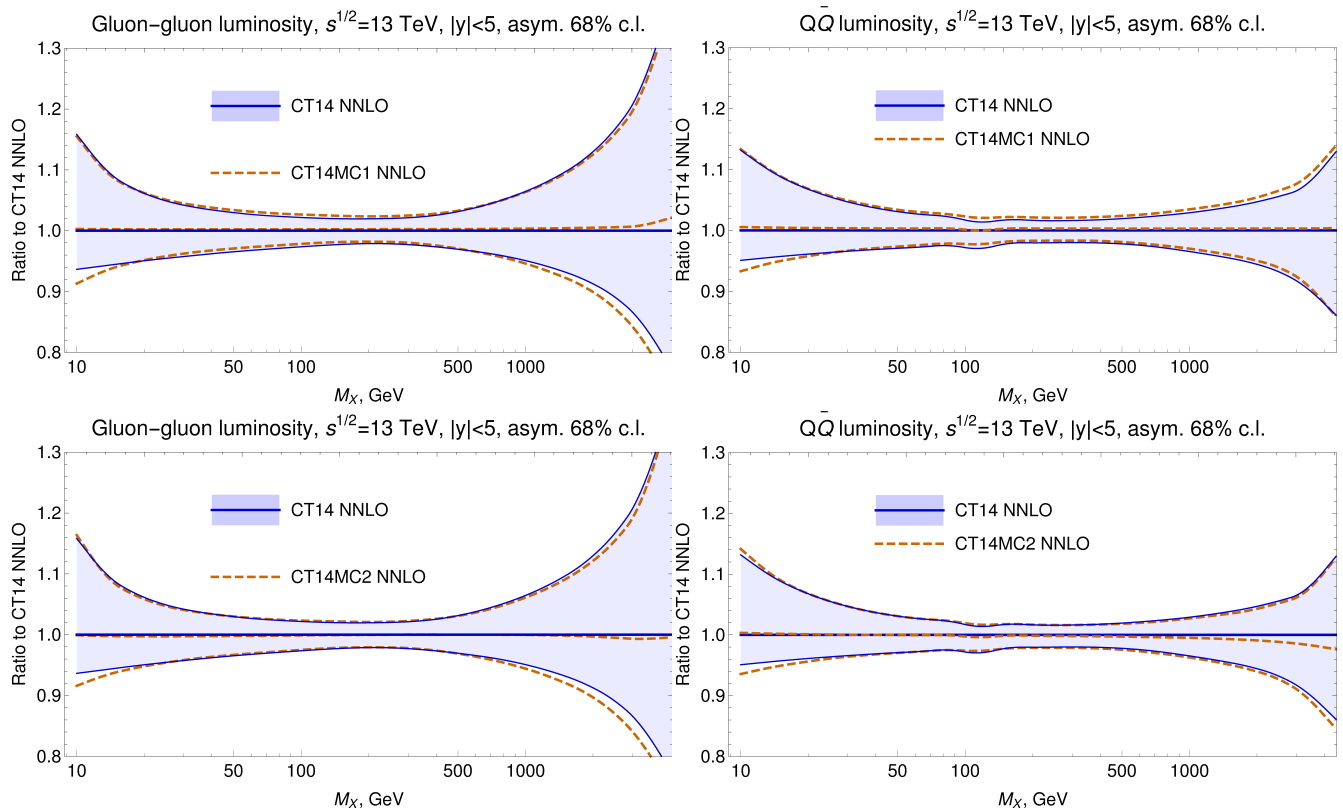 Gluon−gluon luminosity, s^1/2=13 TeV, |y|<5, asym. 68% c.l.
1.3
1.2
1.1
1.0
0.9
0.8
Ratio to CT14 NNLO
CT14 NNLO
CT14MC1 NNLO
10
50
100
500
1000
M_X, GeV
QQ̄ luminosity, s^1/2=13 TeV, |y|<5, asym. 68% c.l.
1.3
1.2
1.1
1.0
0.9
0.8
Ratio to CT14 NNLO
CT14 NNLO
CT14MC1 NNLO
10
50
100
500
1000
M_X, GeV
Gluon−gluon luminosity, s^1/2=13 TeV, |y|<5, asym. 68% c.l.
1.3
1.2
1.1
1.0
0.9
0.8
Ratio to CT14 NNLO
CT14 NNLO
CT14MC2 NNLO
10
50
100
500
1000
M_X, GeV
QQ̄ luminosity, s^1/2=13 TeV, |y|<5, asym. 68% c.l.
1.3
1.2
1.1
1.0
0.9
0.8
Ratio to CT14 NNLO
CT14 NNLO
CT14MC2 NNLO
10
50
100
500
1000
M_X, GeV